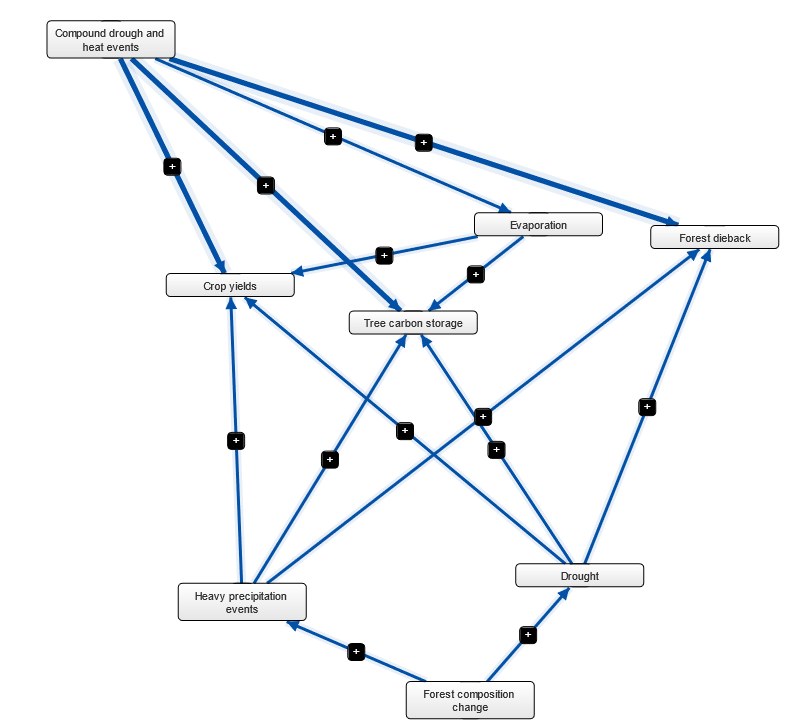 Compound drough and
heat events
+
+
+
+
Evaporation
Forest dieback
+
+
Crop yields
Tree carbon storage
+
+
+
+
+
+
Drought
Heavy precipitation
events
+
+
Forest composition
change